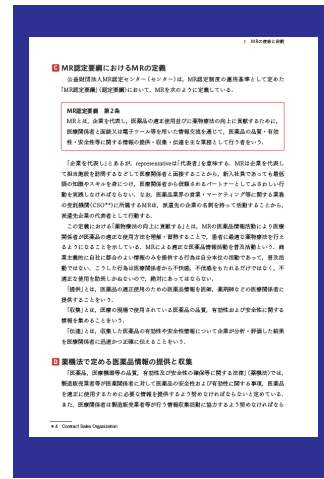 1 MRの使命と役割
C MR認定要綱におけるMRの定義
公益財団法人MR認定センター(センター)は、MR認定制度の運用基準として定めた
「MR認定要綱」(認定要綱)において、MRを次のように定義している。
MR認定要綱 第2条
MRとは、企業を代表し、医薬品の適正使用並びに薬物療法の向上に貢献するために、
医療関係者と面談又は電子ツール等を用いた情報交流を通じて、医薬品の品質・有効
性・安全性等に関する情報の提供・収集・伝達を主な業務として行う者をいう。
「企業を代表し」とあるが、representativeは「代表者」を意味する。MRは企業を代表し
て担当施設を訪問するなどして医療関係者と面接することから、新入社員であっても最低
限の知識やスキルを身につけ、医療関係者から信頼されるパートナーとしてふさわしい行
動を実践しなければならない。なお、医薬品業界の営業・マーケティング等に関する業務
の受託機関(CSO*⁴)に所属するMRは、派遣先の企業の名刺を持って活動することから、
派遣先企業の代表者として行動する。
この定義における「薬物療法の向上に貢献する」とは、MRの医薬品情報活動により医療
関係者が医薬品の適正な使用方法を理解・習熟することで、患者に最適な薬物療法を行え
るようになることを示している。MRによる適正な医薬品情報活動を普及活動という。商
業主義的に自社に都合のいい情報のみを提供する行為は自分本位の活動であって、普及活
動ではない。こうした行為は医療関係者から不信感、不信感をもたれるだけではなく、不
適正な使用を助長しかねないので、絶対にあってはならない。
「提供」とは、医薬品の適正使用のための医薬品情報を医師、薬剤師などの医療関係者に
提供することをいう。
「収集」とは、医療の現場で使用されている医薬品の品質、有効性および安全性に関する
情報を集めることをいう。
「伝達」とは、収集した医薬品の有効性や安全性情報について企業が分析・評価した結果
を医療関係者に迅速かつ正確に伝えることをいう。
D 薬機法で定める医薬品情報の提供と収集
「医薬品、医療機器等の品質、有効性及び安全性の確保等に関する法律」(薬機法)では、
製造販売業者等が医薬関係者に対して医薬品の安全性および有効性に関する事項、医薬品
を適正に使用するために必要な情報を提供するよう努めなければならないと定めている。
また、医療関係者は製造販売業者等が行う情報収集活動に協力するよう努めなければなら
*4 Contract Sales Organization